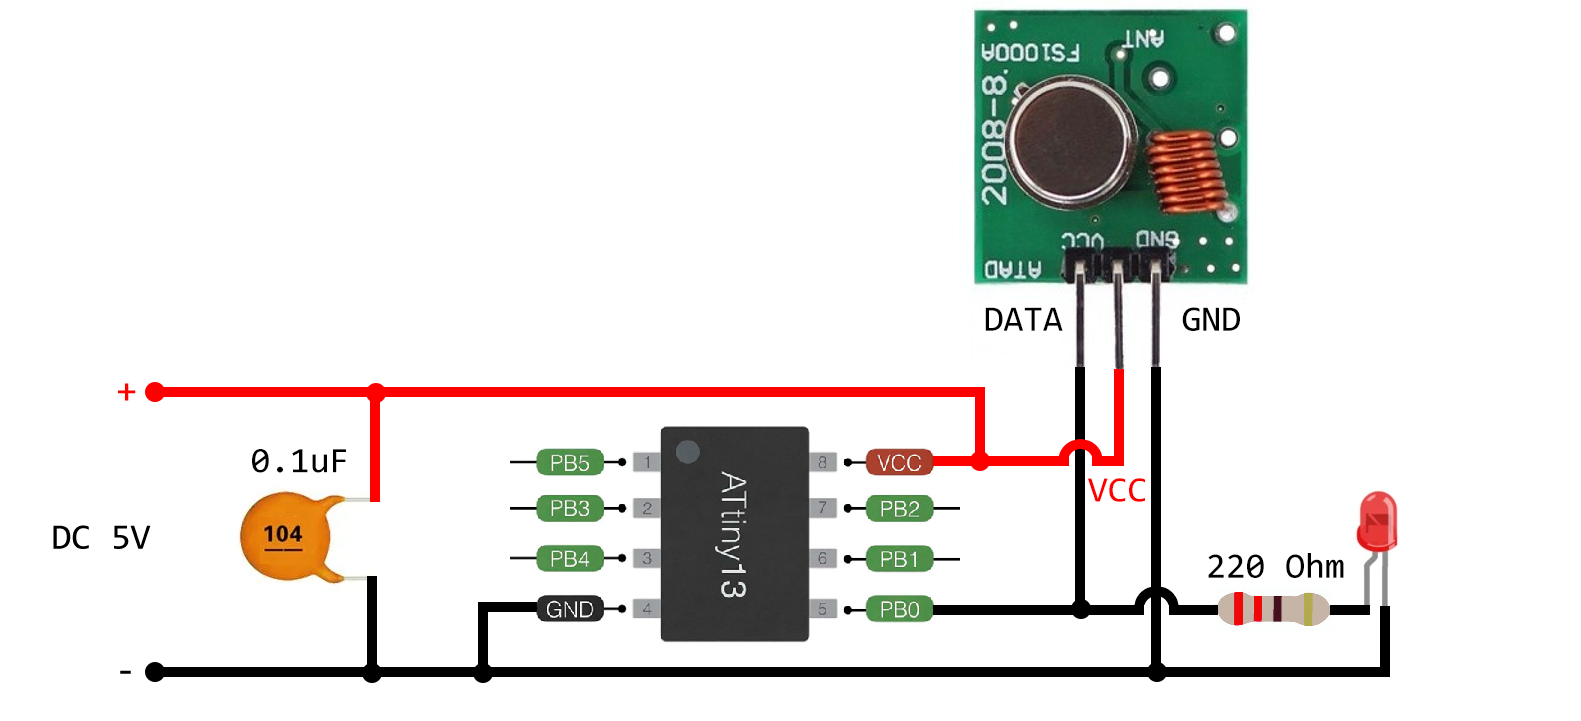 ANT
FS1000A
2008-8.
VCC
GND
ATAD
DATA
GND
+
0.1uF
104
DC 5V
PB5
1
PB3
2
PB4
3
GND
4
ATtiny13
8
VCC
7
PB2
6
PB1
5
PB0
VCC
220 Ohm
-